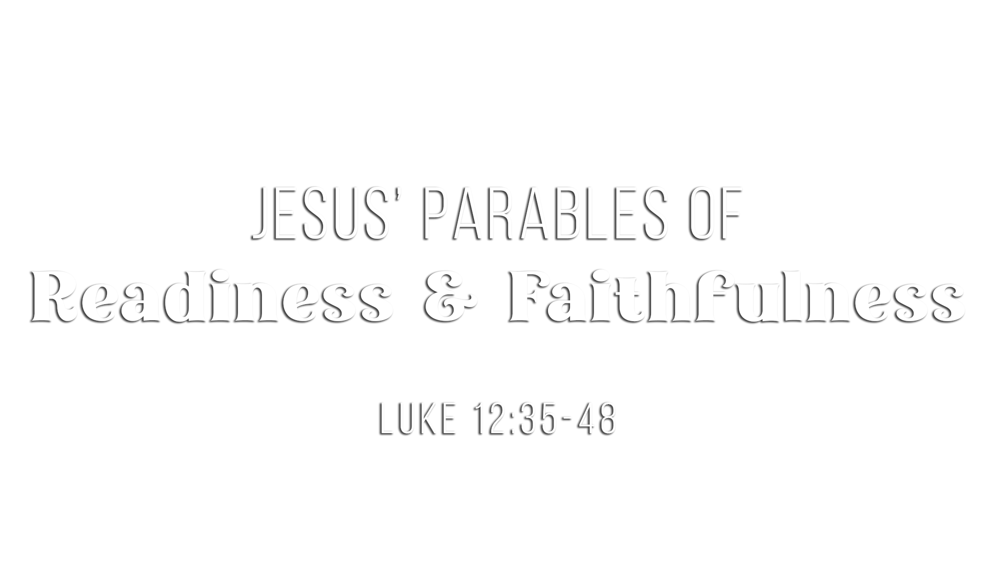 JESUS’ PARABLES OF
Readiness & Faithfulness
LUKE 12:35-48